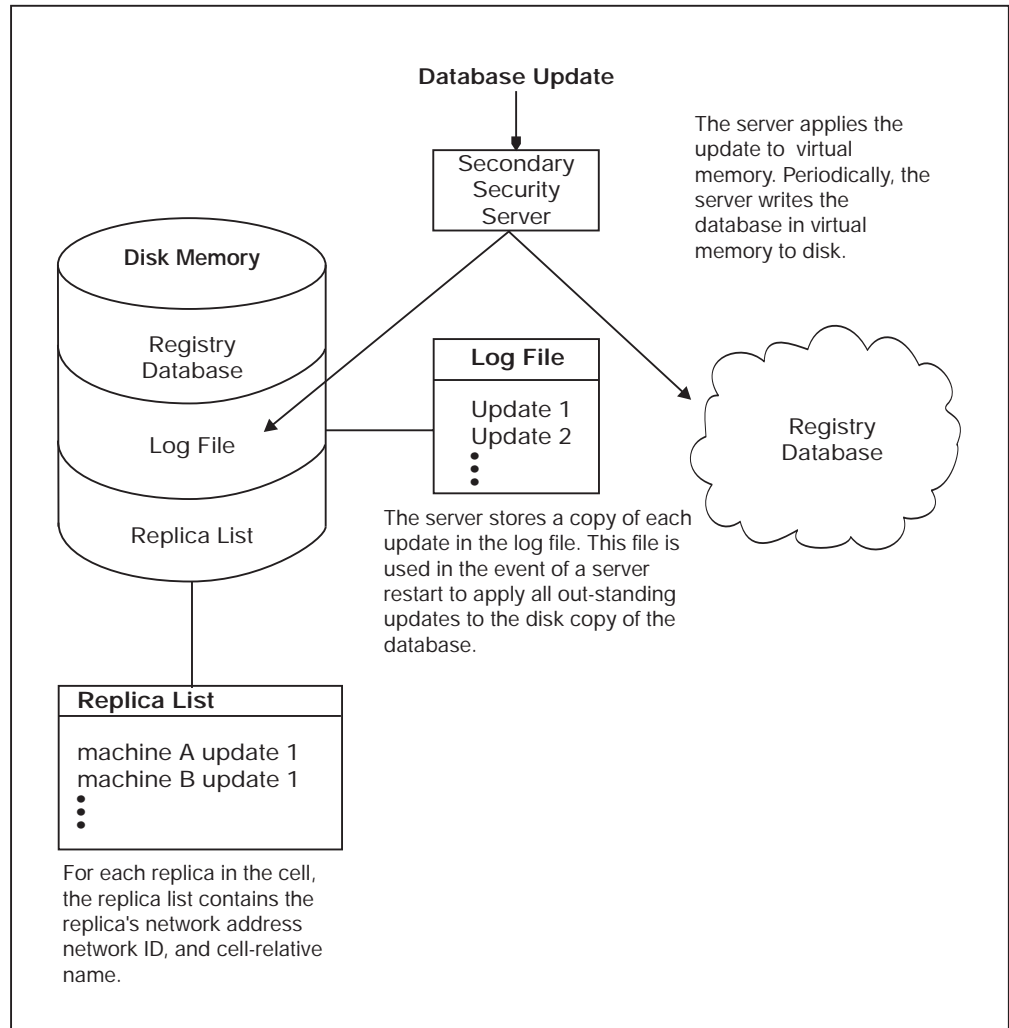 Database Update
Secondary
Security
Server
The server applies the
update to virtual
memory. Periodically, the
server writes the
database in virtual
memory to disk.
Disk Memory
Registry
Database
Log File
Replica List
Log File
Update 1
Update 2
Registry
Database
The server stores a copy of each
update in the log file. This file is
used in the event of a server
restart to apply all out-standing
updates to the disk copy of the
database.
Replica List
machine A update 1
machine B update 1
For each replica in the cell,
the replica list contains the
replica's network address
network ID, and cell-relative
name.